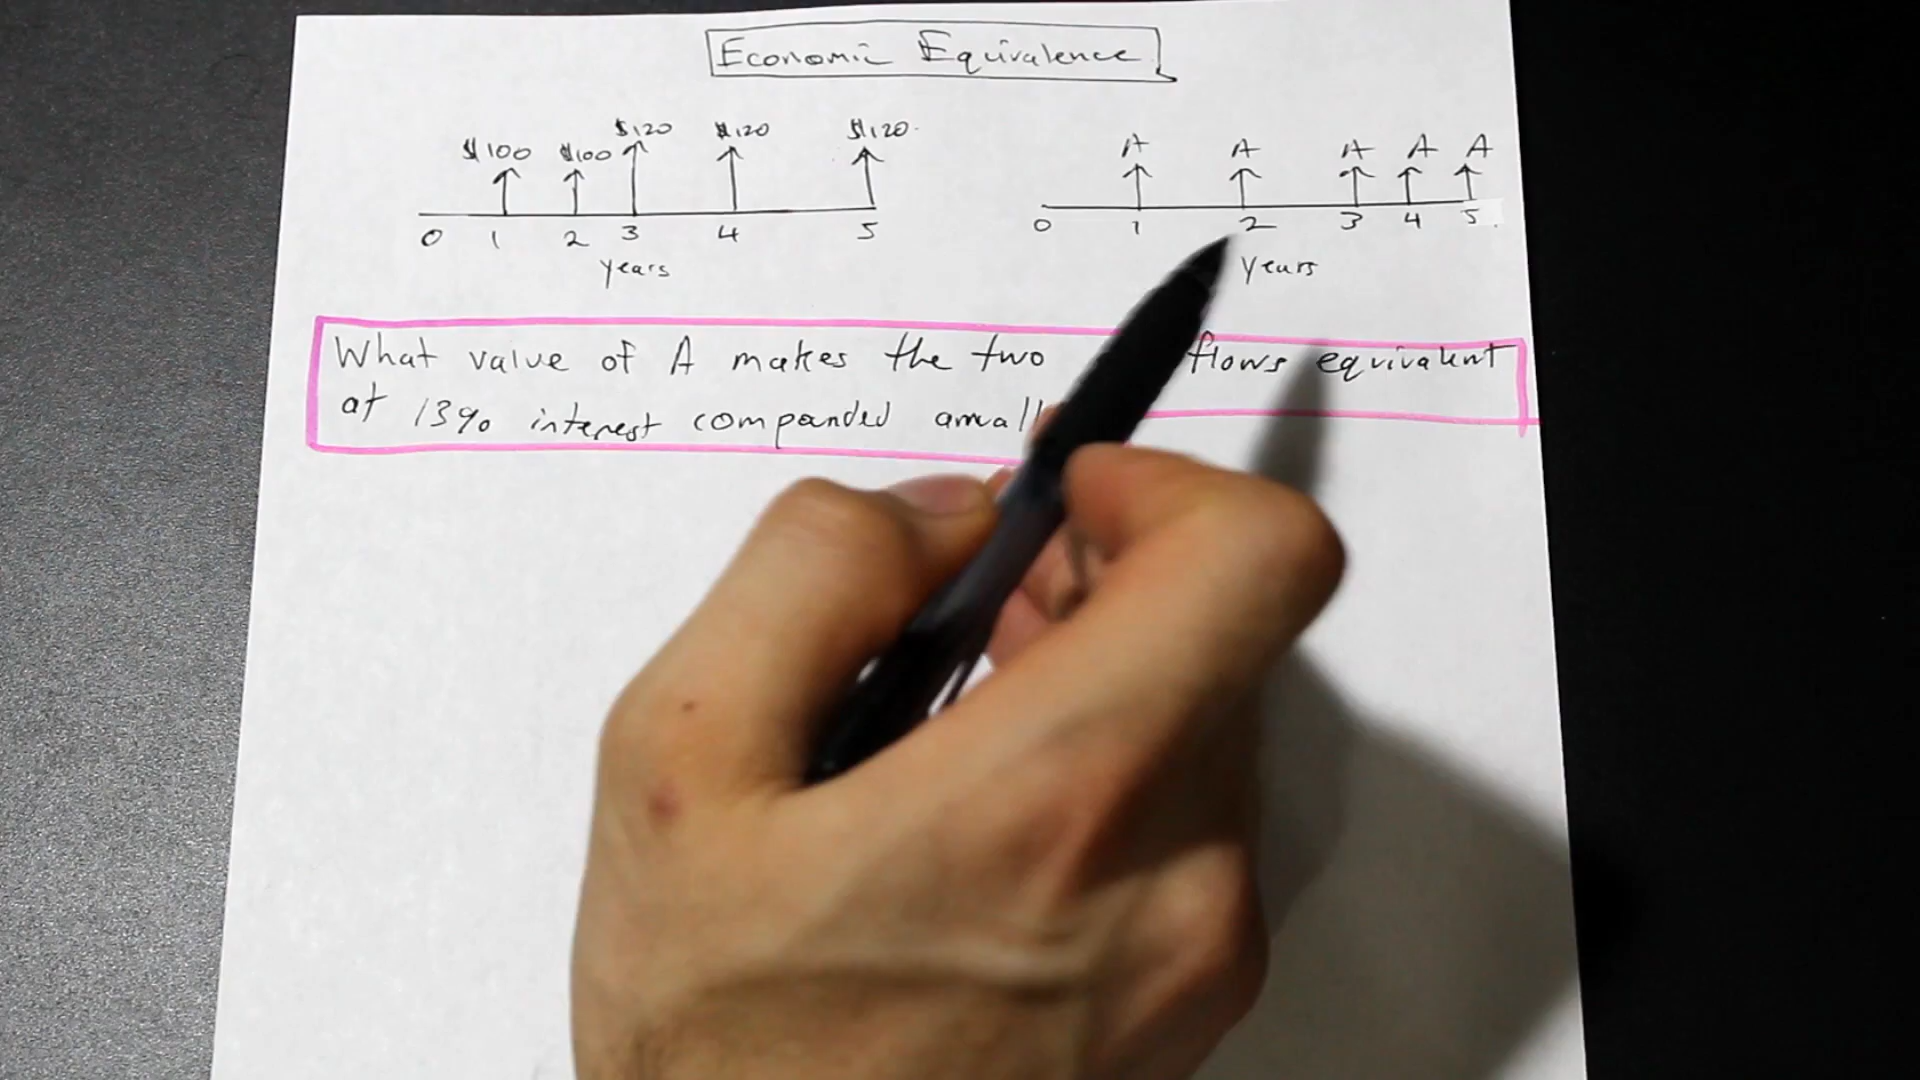 Economic Equivalence
$100 $100 $120 $120 $120
0 1 2 3 4 5
years
A A A A A
0 1 2 3 4 5
years
What value of A makes the two flows equivalent
at 13% interest compounded